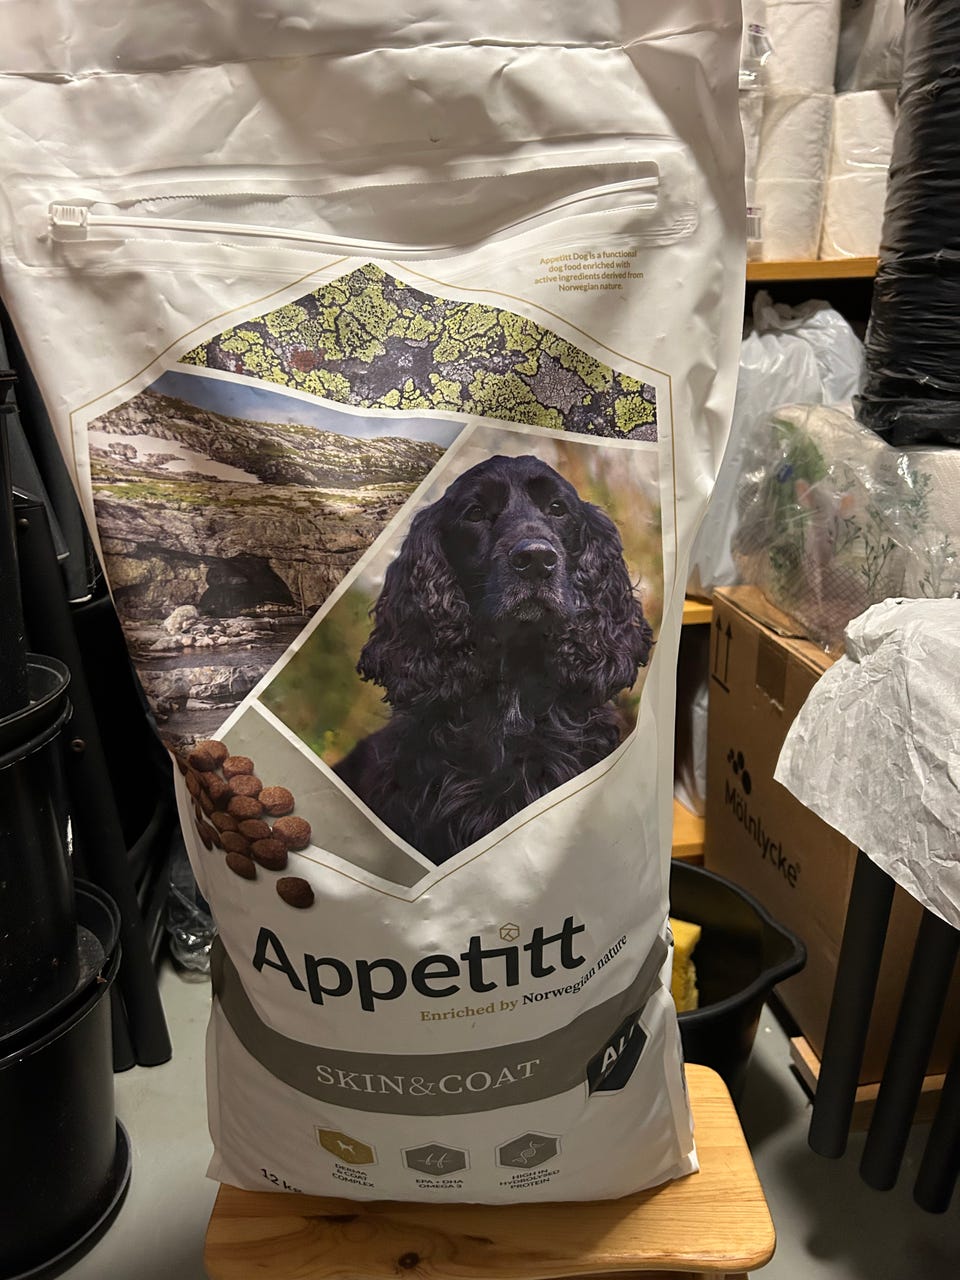 Appetitt Dog is a functional
dog food enriched with
active ingredients derived from
Norwegian nature.
Appetitt
Enriched by Norwegian nature
SKIN&COAT
ALL
DERMA
& COAT
COMPLEX
EPA + DHA
OMEGA 3
HIGH IN
HYDROLYSED
PROTEIN
12 kg
Mölnlycke®